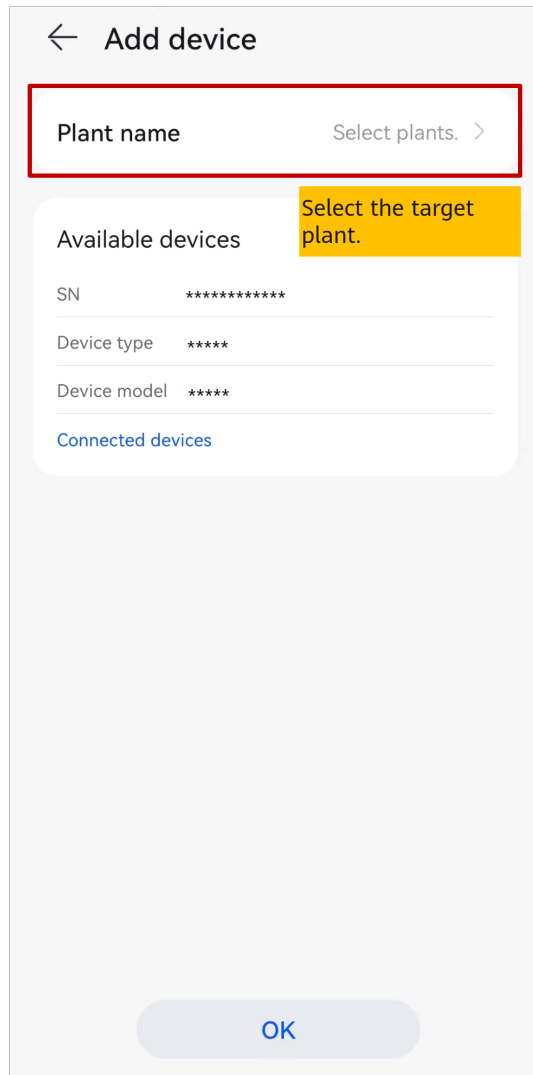 Add device
Plant name
Select plants.
Select the target
plant.
Available devices
SN ************
Device type *****
Device model *****
Connected devices
OK